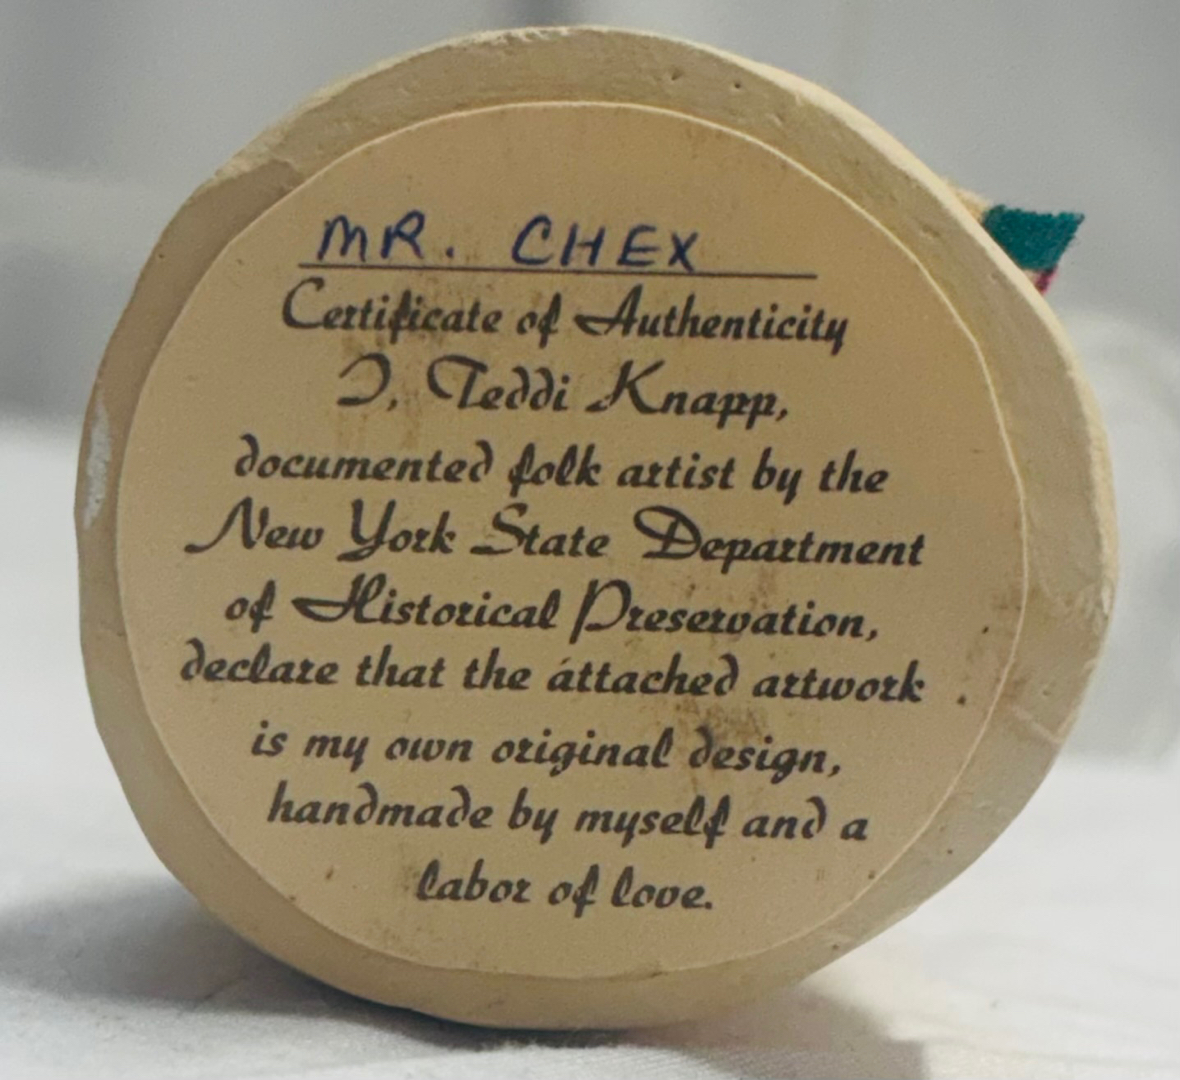 MR. CHEX
Certificate of Authenticity
I, Teddi Knapp,
documented folk artist by the
New York State Department
of Historical Preservation,
declare that the attached artwork
is my own original design,
handmade by myself and a
labor of love.